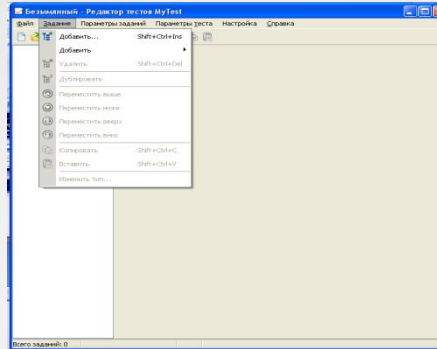 Безымянный - Редактор тестов MyTest
Файл Задание Параметры заданий Параметры теста Настройка Справка
Добавить... Shift+Ctrl+Ins
Добавить
Удалить Shift+Ctrl+Del
Дублировать
Переместить выше
Переместить ниже
Переместить вверх
Переместить вниз
Копировать Shift+Ctrl+C
Вставить Shift+Ctrl+V
Изменить тип...
Всего заданий: 0